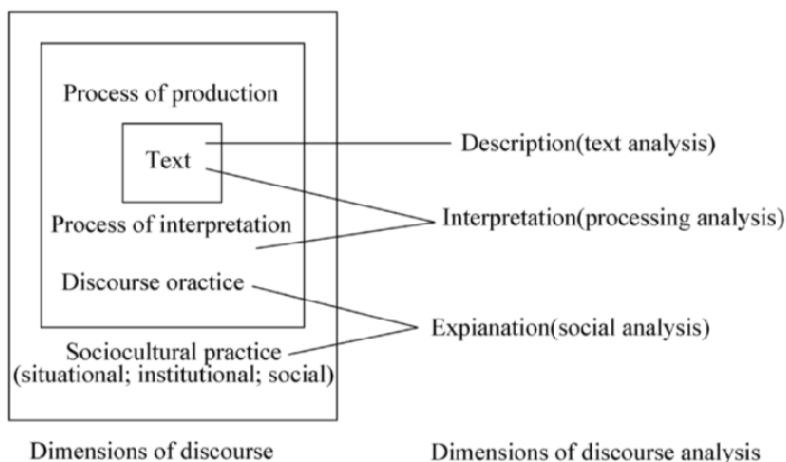 Process of production
Text
Description(text analysis)
Process of interpretation
Interpretation(processing analysis)
Discourse oractice
Expianation(social analysis)
Sociocultural practice
(situational; institutional; social)
Dimensions of discourse
Dimensions of discourse analysis